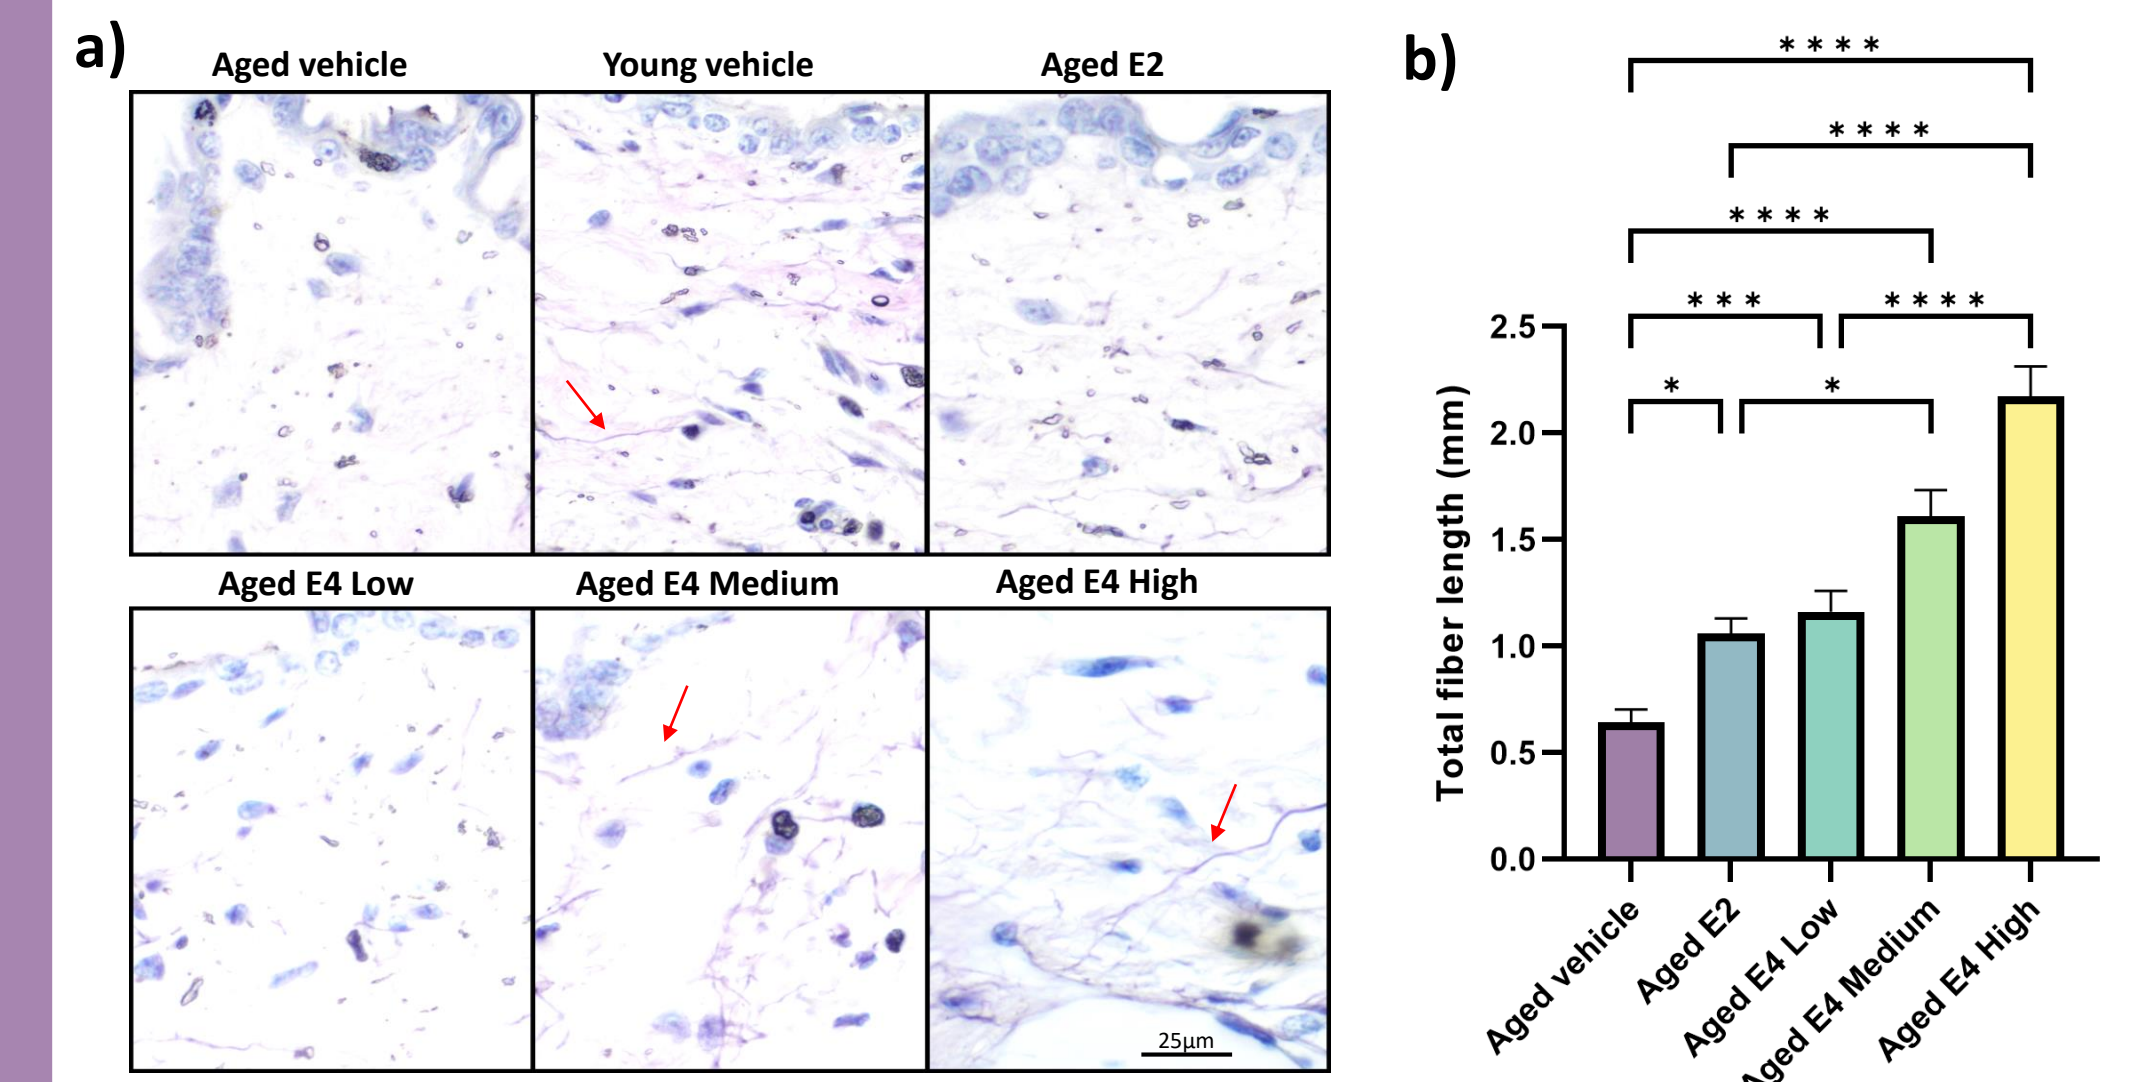 a)
Aged vehicle
Young vehicle
Aged E2
Aged E4 Low
Aged E4 Medium
Aged E4 High
25µm
b)
* * * *
* * * *
* * * *
* * *
* * * *
*
*
Total fiber length (mm)
2.5
2.0
1.5
1.0
0.5
0.0
Aged vehicle
Aged E2
Aged E4 Low
Aged E4 Medium
Aged E4 High